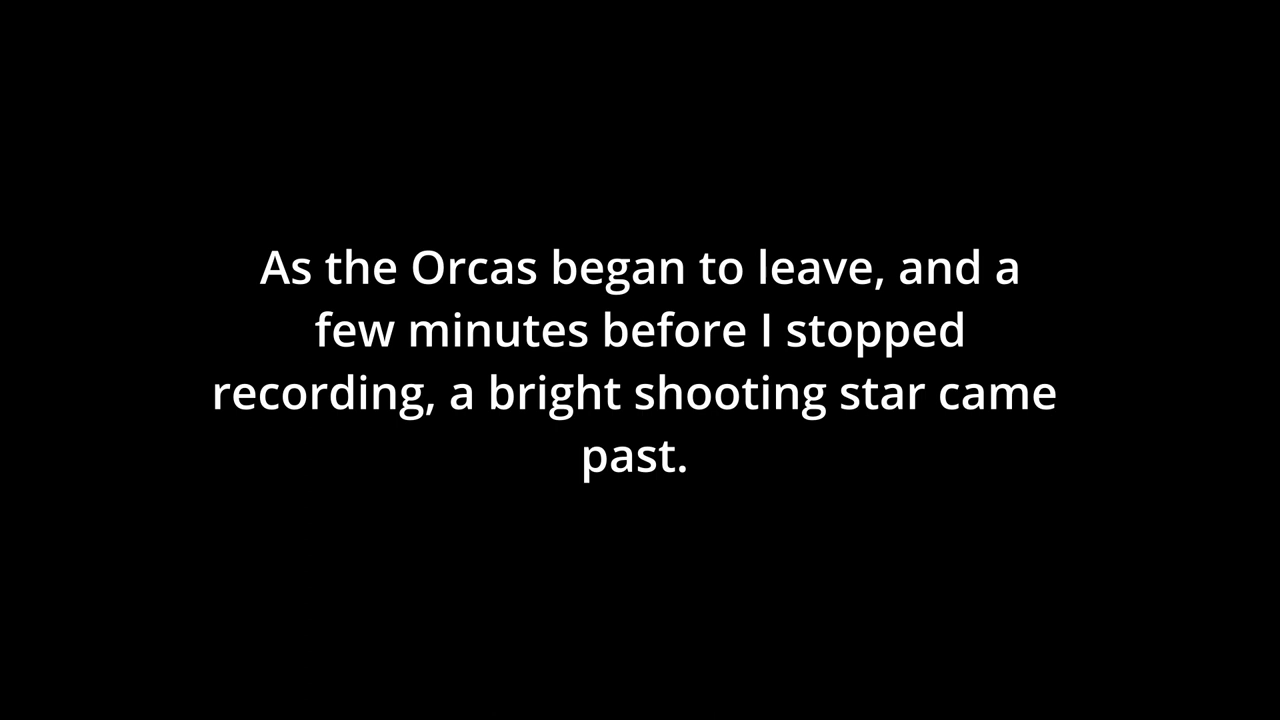 As the Orcas began to leave, and a
few minutes before I stopped
recording, a bright shooting star came
past.